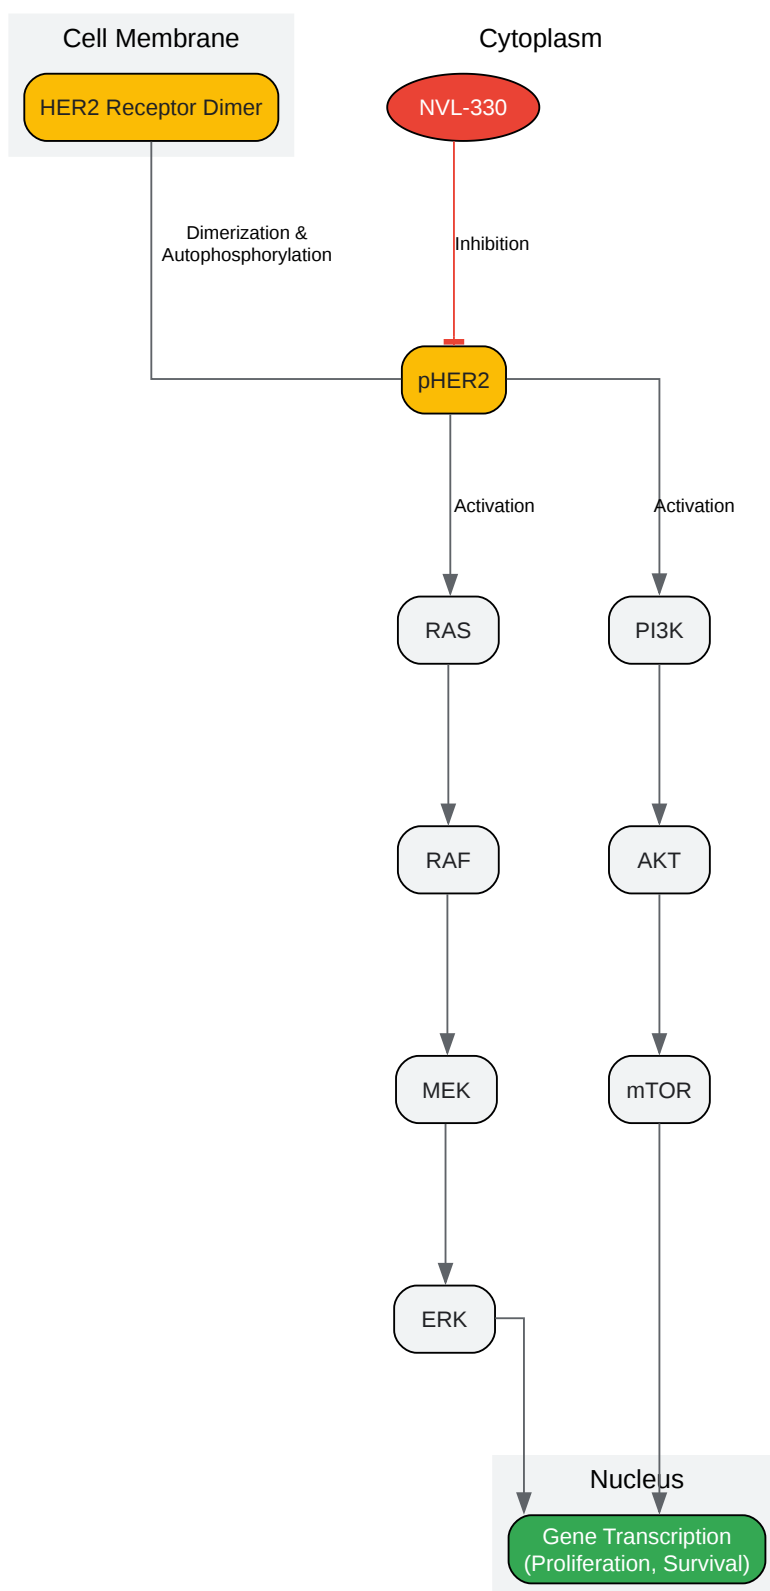 Cell Membrane
Cytoplasm
HER2 Receptor Dimer
NVL-330
Dimerization &
Autophosphorylation
Inhibition
pHER2
Activation
Activation
RAS
PI3K
RAF
AKT
MEK
mTOR
ERK
Nucleus
Gene Transcription
(Proliferation, Survival)